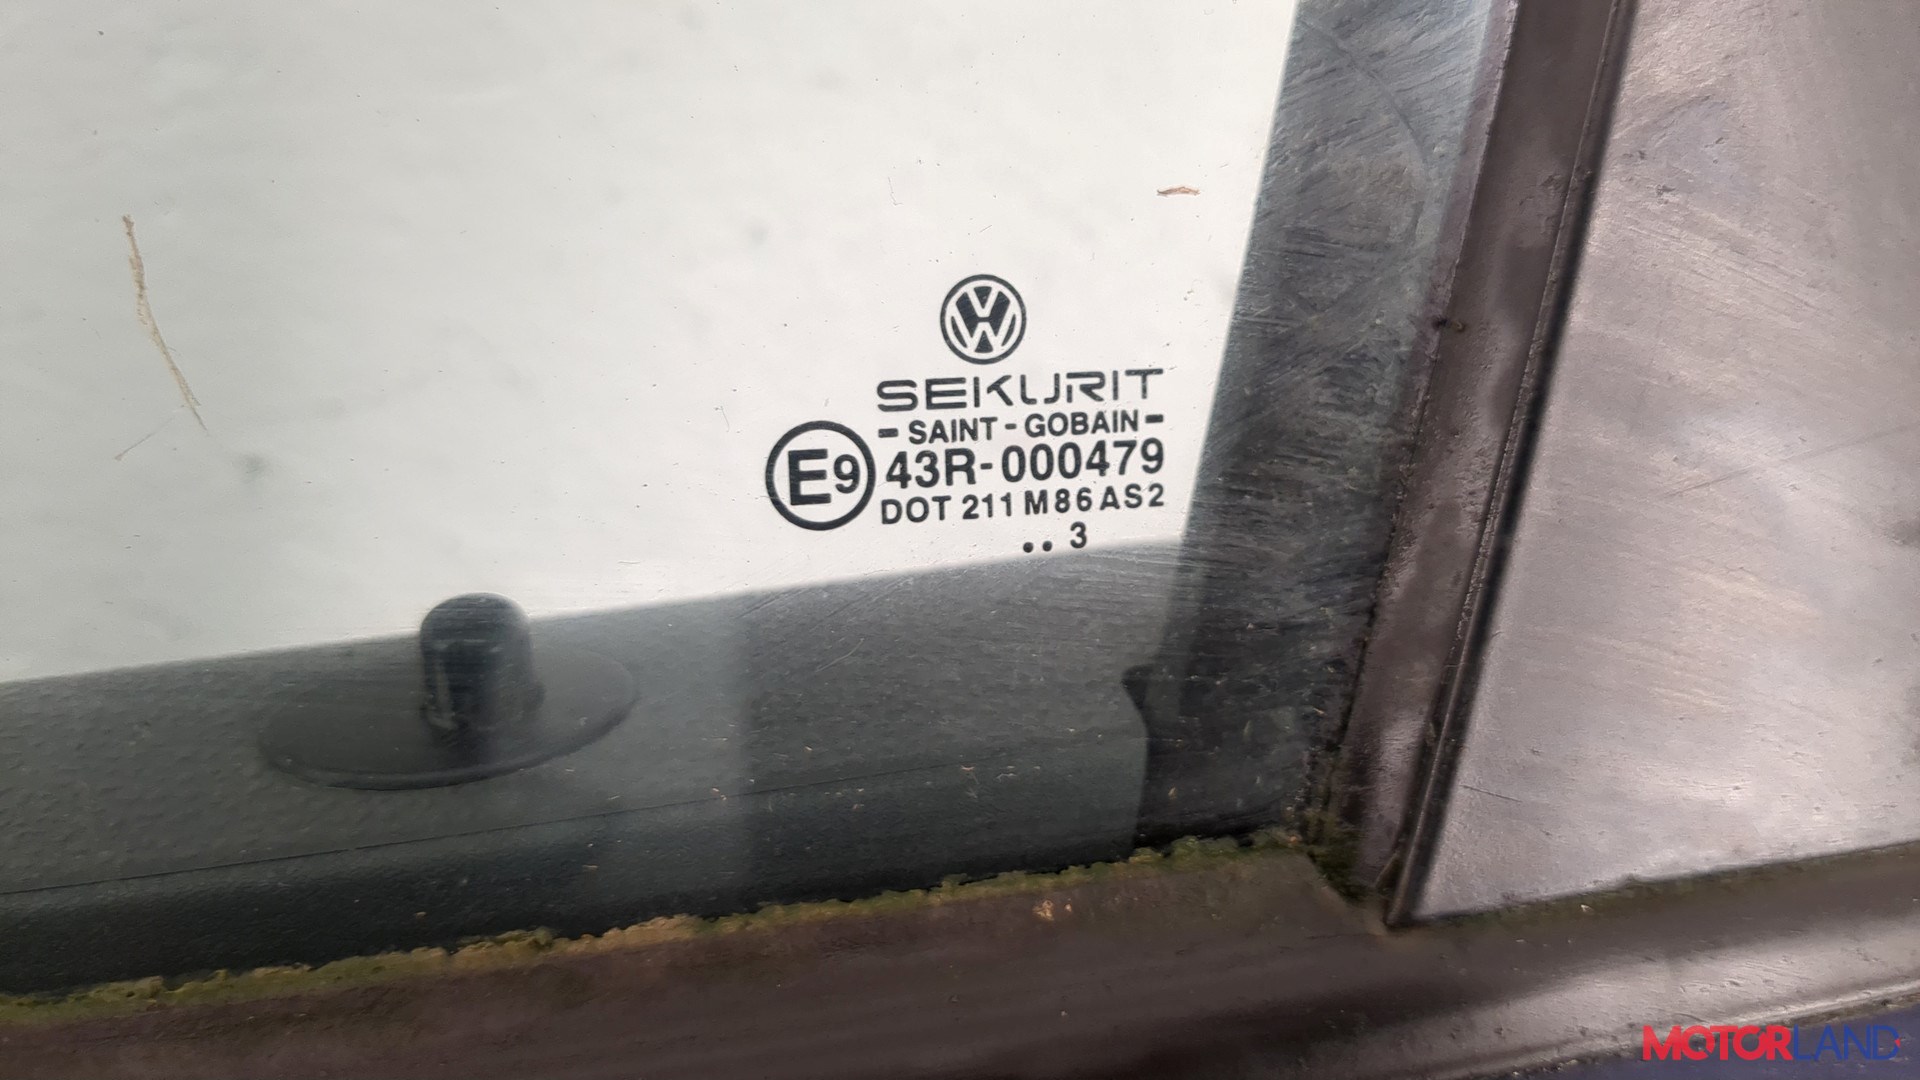 SEKURIT
- SAINT - GOBAIN -
E9 43R-000479
DOT 211 M86 AS2
.. 3
MOTORLAND